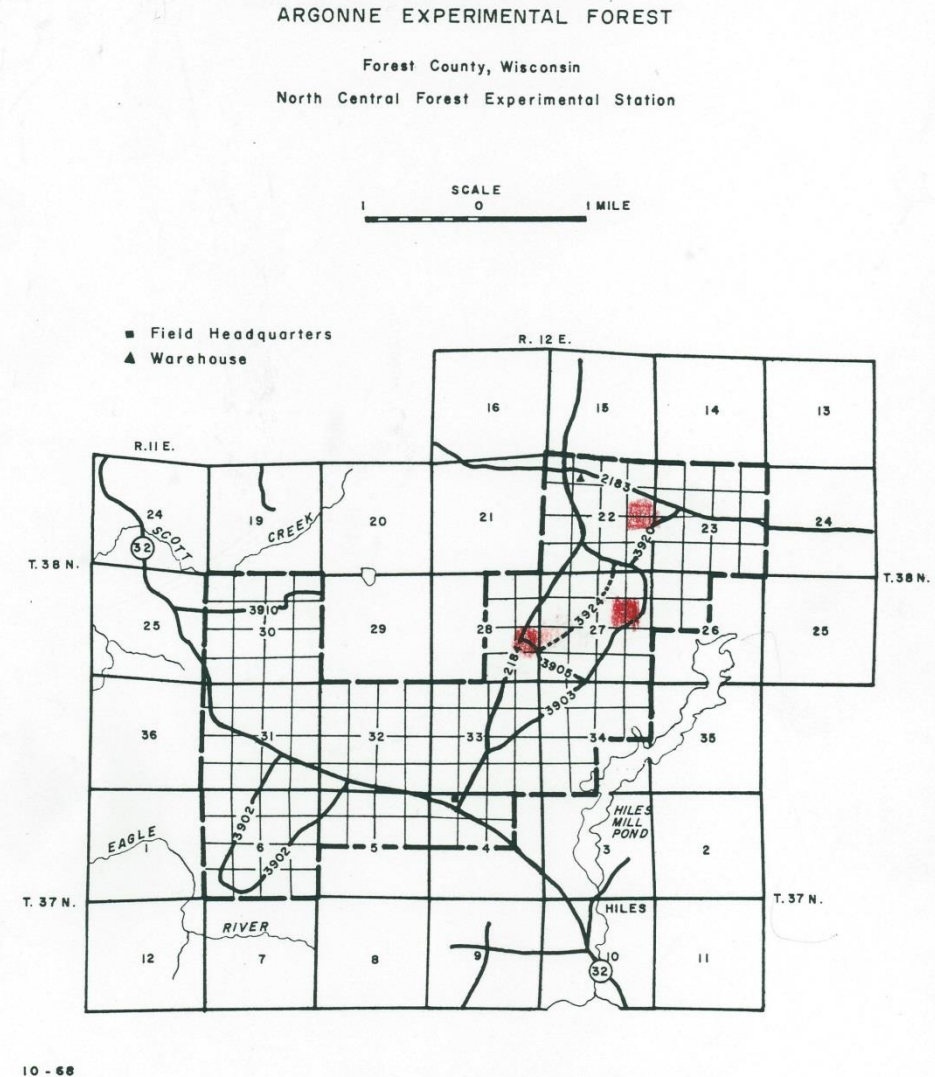 ARGONNE EXPERIMENTAL FOREST
Forest County, Wisconsin
North Central Forest Experimental Station
SCALE
1 0 1 MILE
Field Headquarters
Warehouse
R. 12 E.
16 15 14 13
R.11 E.
24 19 20 21 22 23 24
2183
SCOTT CREEK
32
3920
T. 38 N. T.38 N.
3910
25 30 29 28 27 26 25
3924
218
3905
3903
36 31 32 33 34 35
3902
HILES
MILL
POND
EAGLE
1 6 5 4 3 2
3902
T. 37 N. T.37 N.
HILES
RIVER
12 7 8 9 10 11
32
10 - 68